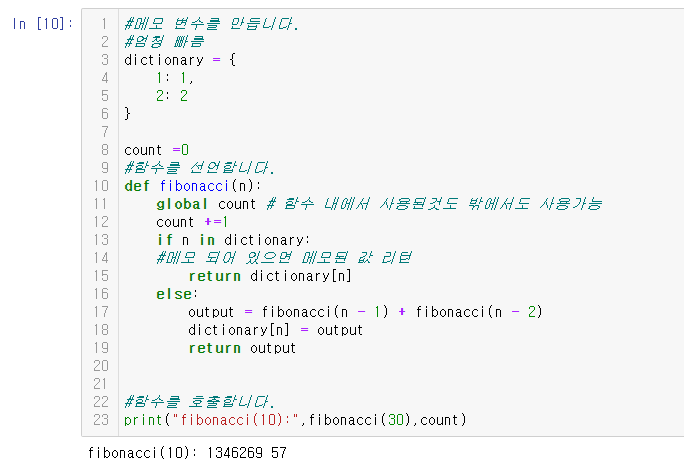 In [10]:
1 #메모 변수를 만듭니다.
2 #엄청 빠름
3 dictionary = {
4     1: 1,
5     2: 2
6 }
7
8 count =0
9 #함수를 선언합니다.
10 def fibonacci(n):
11     global count # 함수 내에서 사용된것도 밖에서도 사용가능
12     count +=1
13     if n in dictionary:
14     #메모 되어 있으면 메모된 값 리턴
15         return dictionary[n]
16     else:
17         output = fibonacci(n - 1) + fibonacci(n - 2)
18         dictionary[n] = output
19         return output
20
21
22 #함수를 호출합니다.
23 print("fibonacci(10):",fibonacci(30),count)
fibonacci(10): 1346269 57